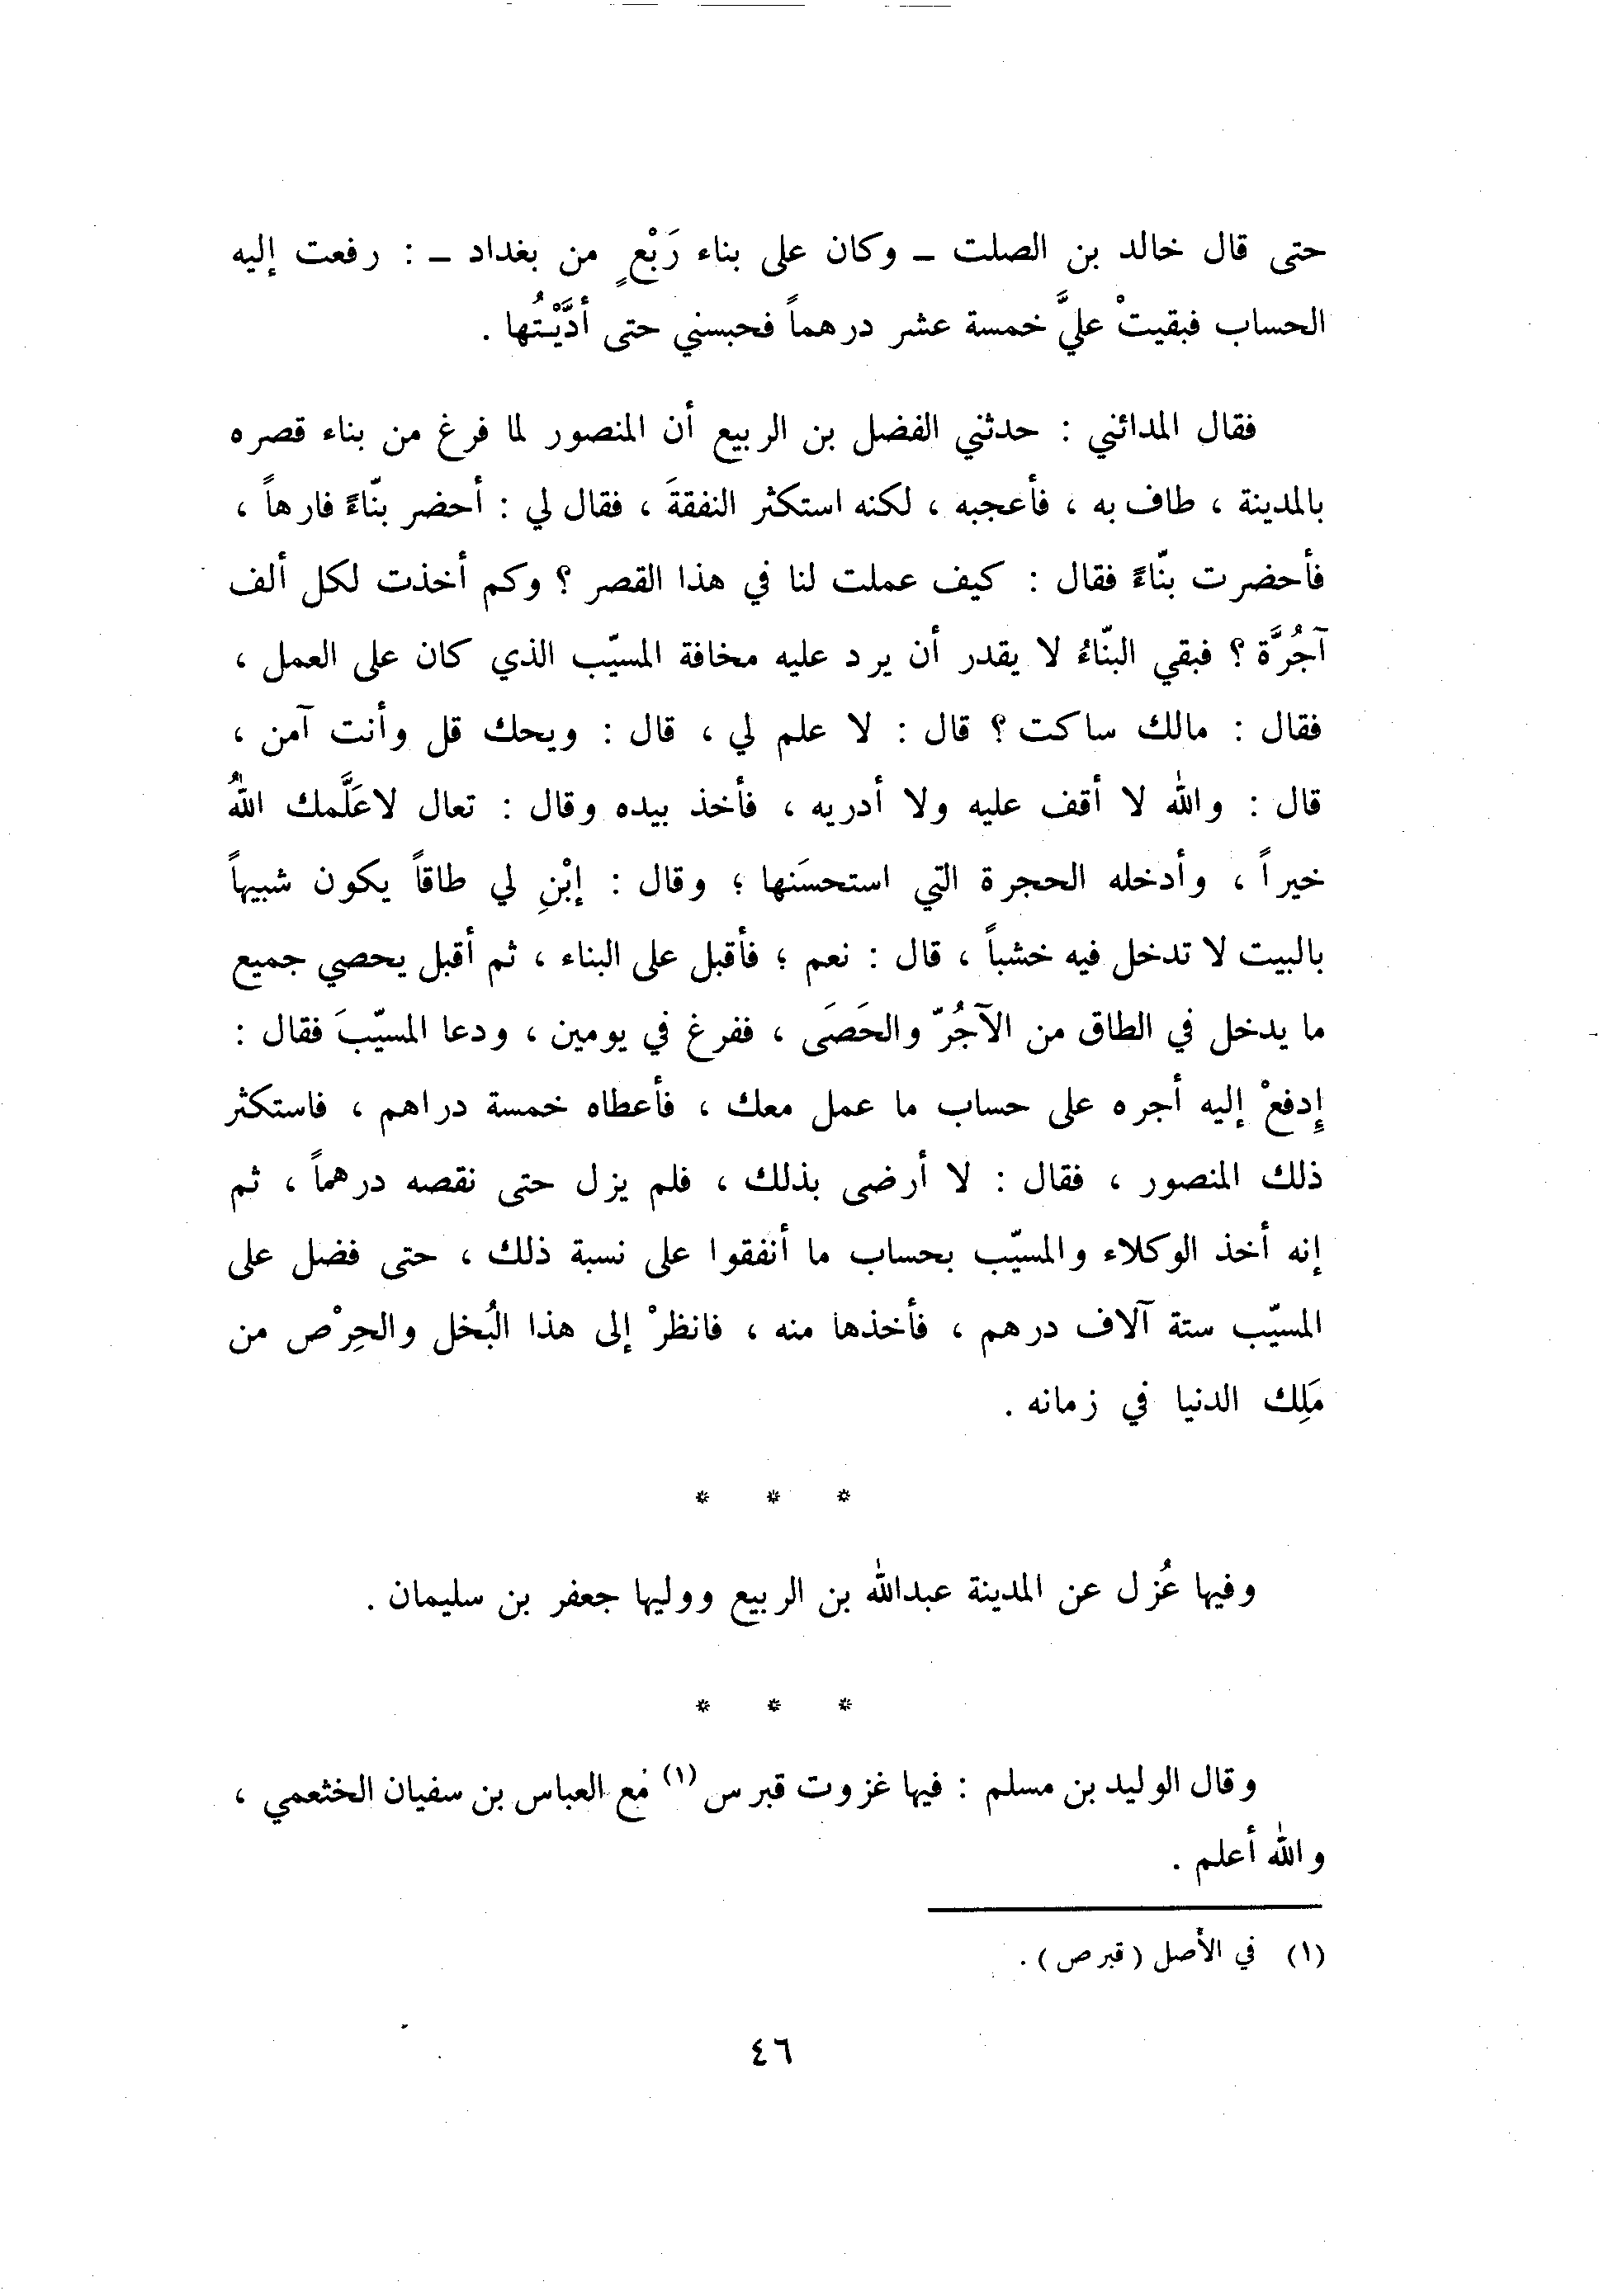 حتى قال خالد بن الصلت – وكان على بناء رَبْعٍ من بغداد – : رفعت إليه
الحساب فبقيتْ عليَّ خمسة عشر درهماً فحبسني حتى أدَّيْتُها .
فقال المدائني : حدثني الفضل بن الربيع أن المنصور لما فرغ من بناء قصره
بالمدينة ، طاف به ، فأعجبه ، لكنه استكثر النفقةَ ، فقال لي : أحضر بنّاءً فارهاً ،
فأحضرت بنّاءً فقال : كيف عملت لنا في هذا القصر ؟ وكم أخذت لكل ألف
آجُرَّة ؟ فبقي البنّاءُ لا يقدر أن يرد عليه مخافة المسيّب الذي كان على العمل ،
فقال : مالك ساكت ؟ قال : لا علم لي ، قال : ويحك قل وأنت آمن ،
قال : والله لا أقف عليه ولا أدريه ، فأخذ بيده وقال : تعال لاعَلَّمك اللهُ
خيراً ، وأدخله الحجرة التي استحسَنها ؛ وقال : إبْنِ لي طاقاً يكون شبيهاً
بالبيت لا تدخل فيه خشباً ، قال : نعم ؛ فأقبل على البناء ، ثم أقبل يحصي جميع
ما يدخل في الطاق من الآجُرّ والحَصَى ، ففرغ في يومين ، ودعا المسيّبَ فقال :
إدفعْ إليه أجره على حساب ما عمل معك ، فأعطاه خمسة دراهم ، فاستكثر
ذلك المنصور ، فقال : لا أرضى بذلك ، فلم يزل حتى نقصه درهماً ، ثم
إنه أخذ الوكلاء والمسيّب بحساب ما أنفقوا على نسبة ذلك ، حتى فضل على
المسيّب ستة آلاف درهم ، فأخذها منه ، فانظرْ إلى هذا البُخل والحِرْص من
مَلِك الدنيا في زمانه .
* * *
وفيها عُزل عن المدينة عبدالله بن الربيع ووليها جعفر بن سليمان .
* * *
وقال الوليد بن مسلم : فيها غزوت قبرس (١) مع العباس بن سفيان الخثعمي ،
والله أعلم .
(١) في الأصل ( قبرص ) .
٤٦